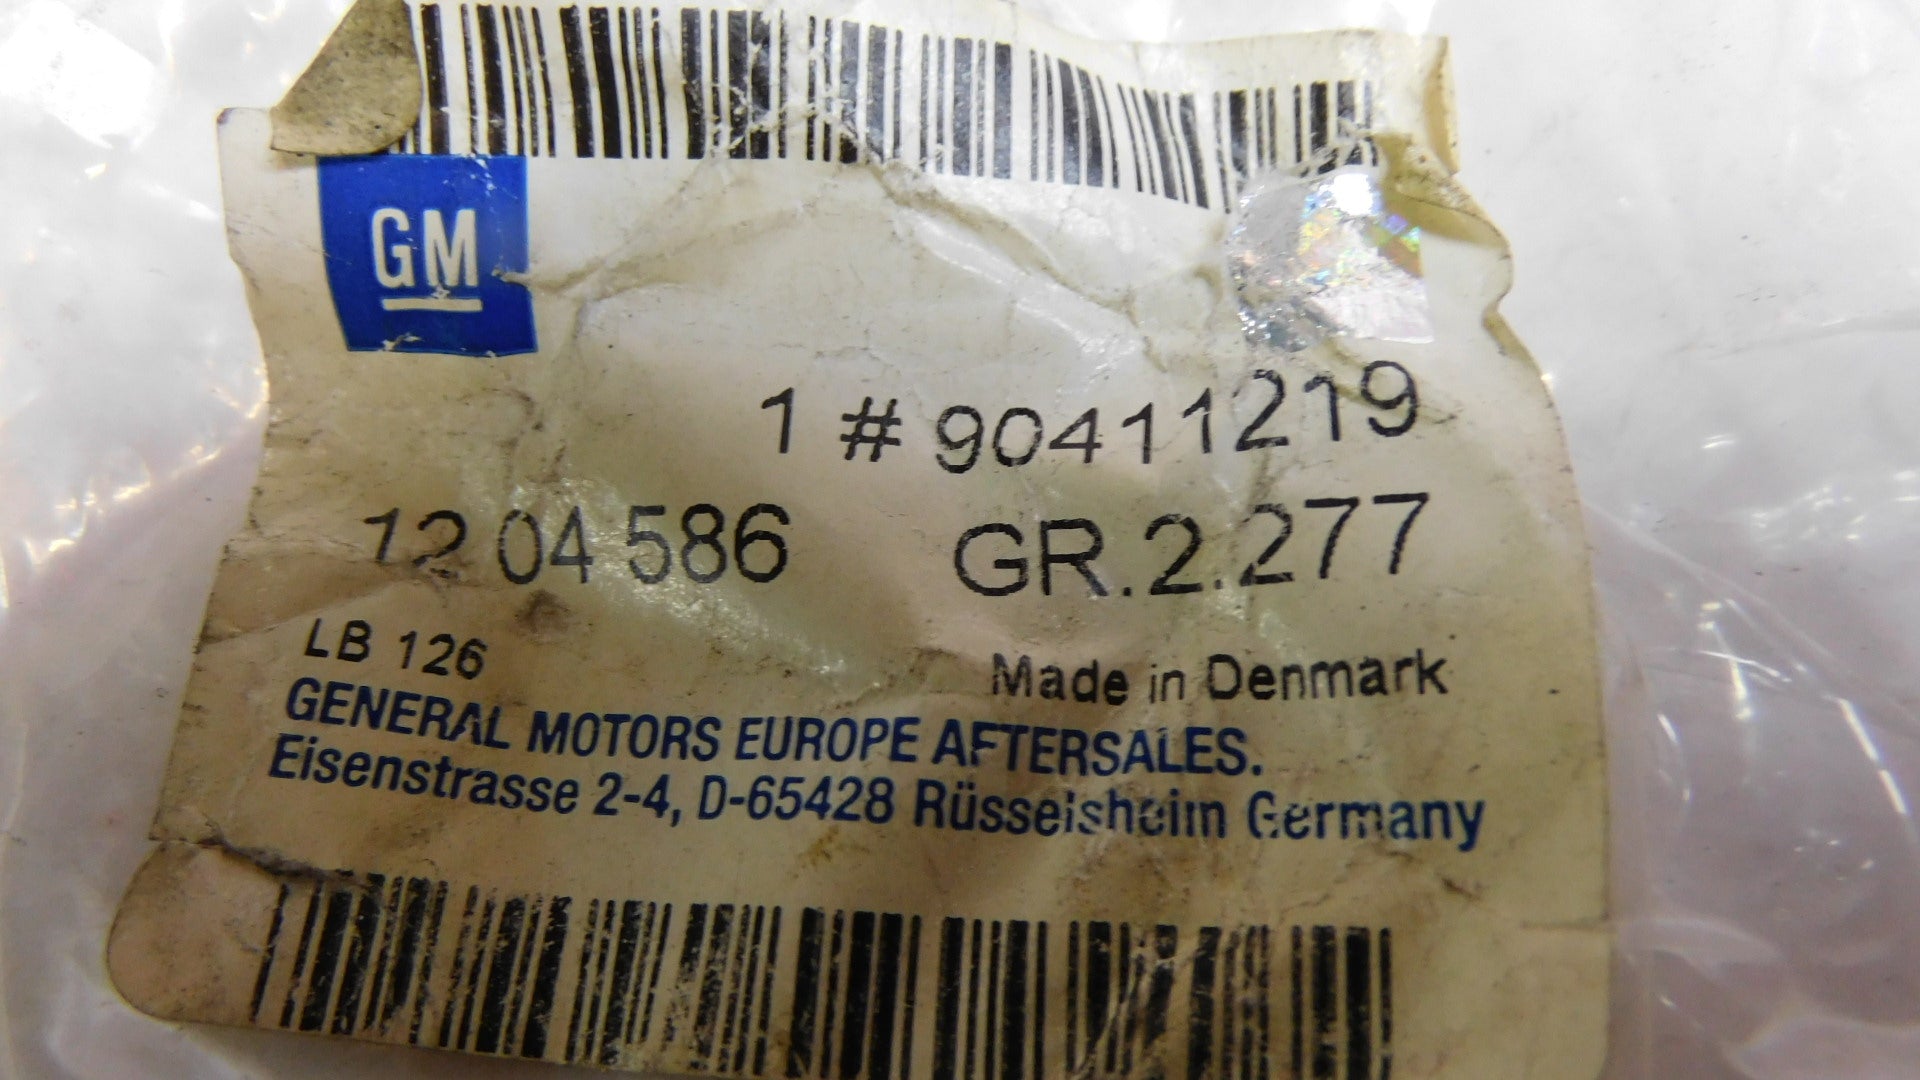 GM
1 # 90411219
12 04 586 GR.2.277
LB 126
Made in Denmark
GENERAL MOTORS EUROPE AFTERSALES.
Eisenstrasse 2-4, D-65428 Rüsselsheim Germany